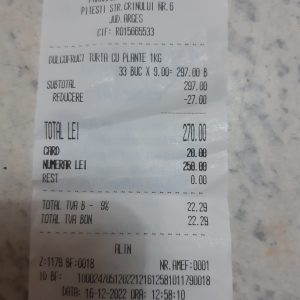 PITESTI STR.CRINULUI NR.6
JUD.ARGES
CIF: RO15665533
DULCOFRUCT TURTA CU PLANTE 1KG
33 BUC X 9.00= 297.00 B
SUBTOTAL 297.00
REDUCERE -27.00
TOTAL LEI 270.00
CARD 20.00
NUMERAR LEI 250.00
REST 0.00
TOTAL TVA B - 9% 22.29
TOTAL TVA BON 22.29
ALIN
Z:1179 BF:0018 NR.AMEF:0001
ID BF:
DATA: 16-12-2022 ORA: 12:58:10